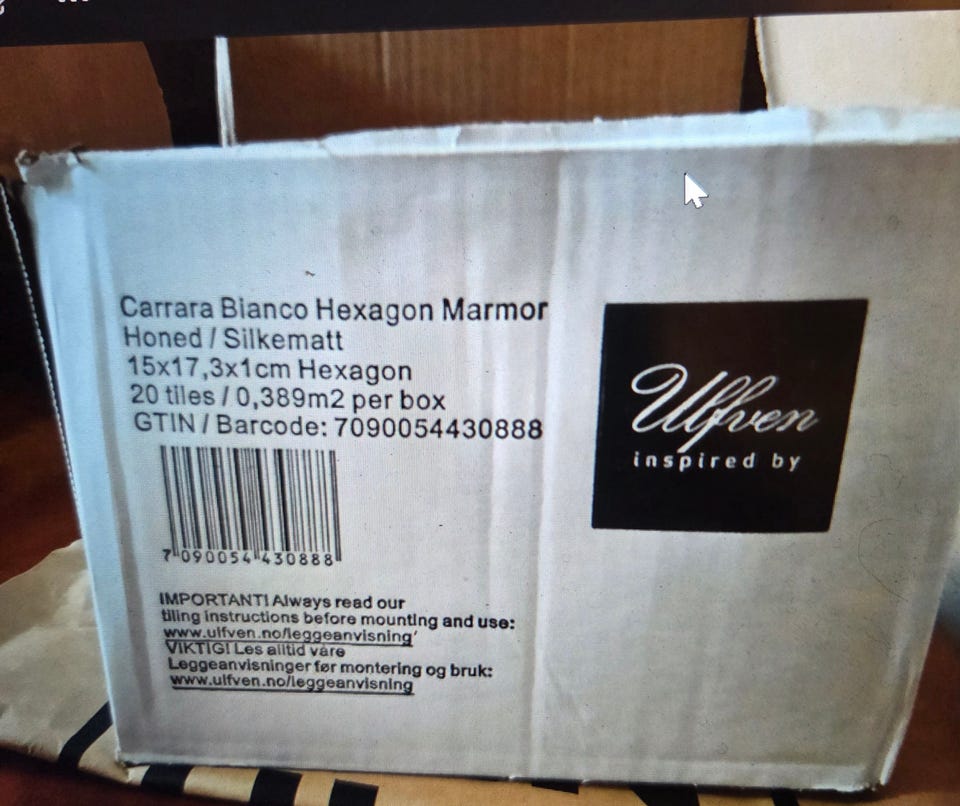 Carrara Bianco Hexagon Marmor
Honed / Silkematt
15x17,3x1cm Hexagon
20 tiles / 0,389m2 per box
GTIN / Barcode: 7090054430888
7 090054 430888
IMPORTANT! Always read our
tiling instructions before mounting and use:
www.ulfven.no/leggeanvisning
VIKTIG! Les alltid våre
Leggeanvisninger før montering og bruk:
www.ulfven.no/leggeanvisning
Ulfven
inspired by